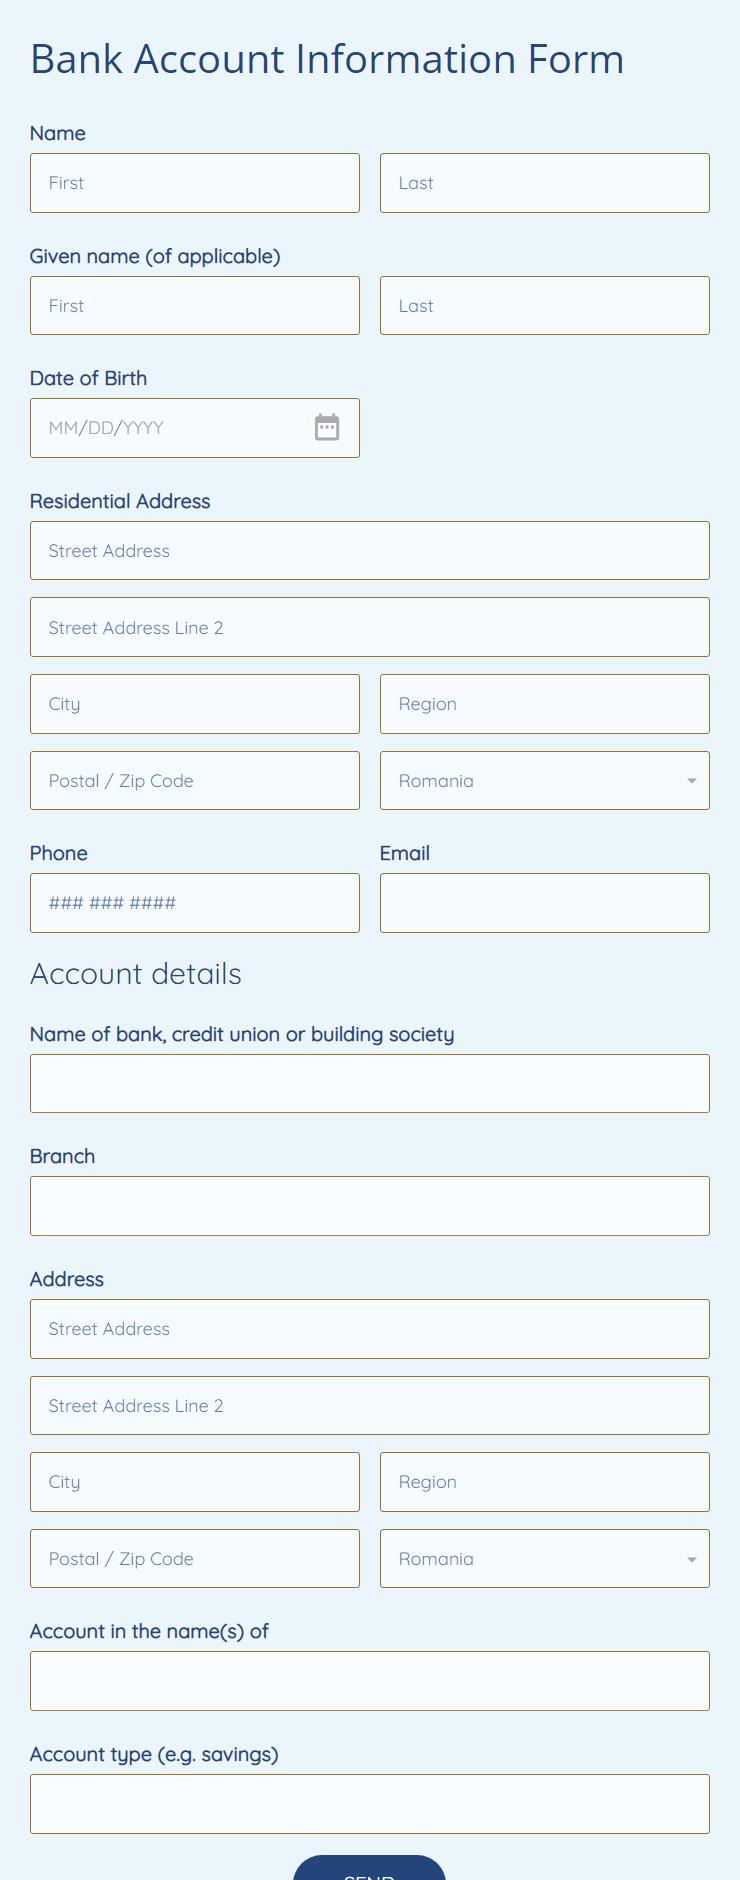 Bank Account Information Form
Name
First Last
Given name (of applicable)
First Last
Date of Birth
MM/DD/YYYY
Residential Address
Street Address
Street Address Line 2
City Region
Postal / Zip Code Romania
Phone Email
### ### ####
Account details
Name of bank, credit union or building society
Branch
Address
Street Address
Street Address Line 2
City Region
Postal / Zip Code Romania
Account in the name(s) of
Account type (e.g. savings)
SEND